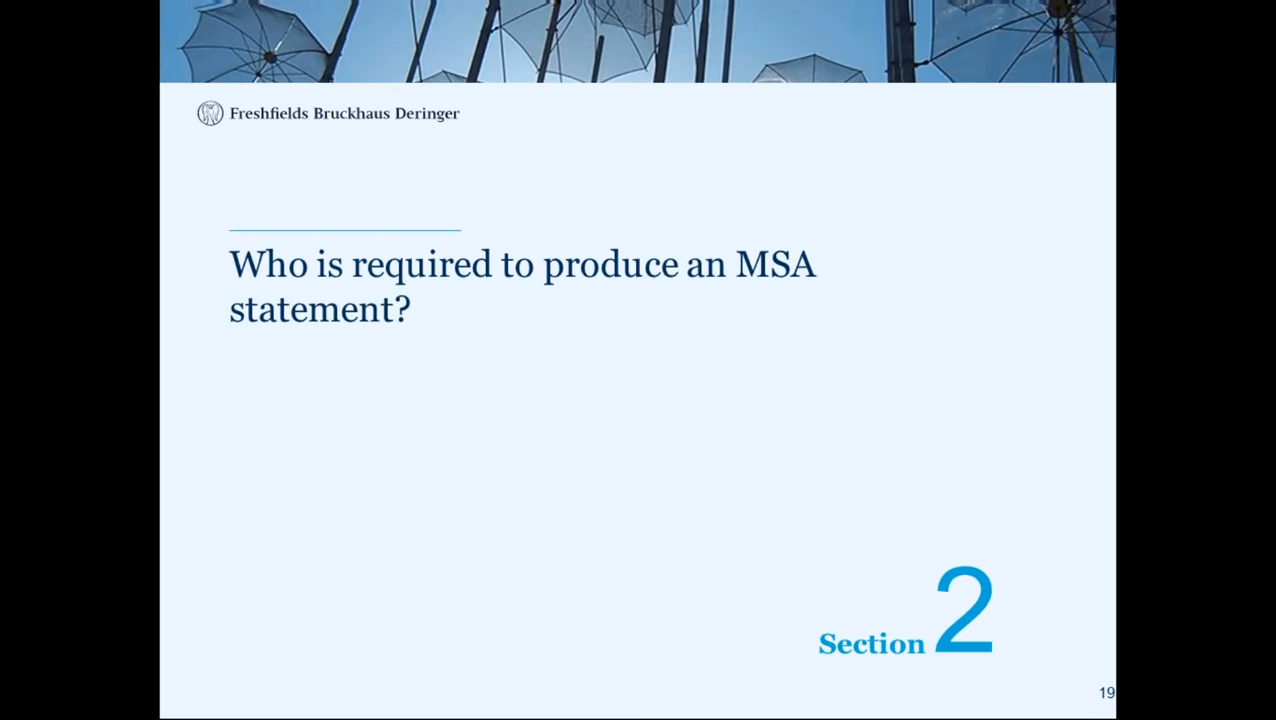 Freshfields Bruckhaus Deringer
Who is required to produce an MSA
statement?
Section 2
19